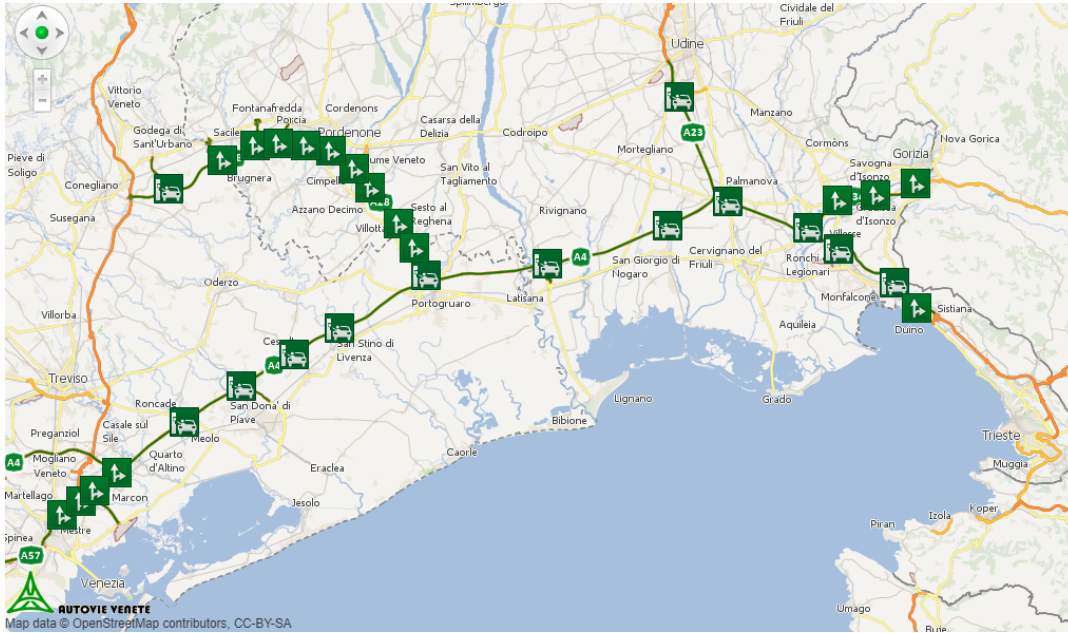 Spilimbergo
Cividale del
Friuli
Udine
Vittorio
Veneto
Fontanafredda
Cordenons
Porcia
Manzano
Godega di
Sant'Urbano
Sacile
Pordenone
Casarsa della
Delizia
Codroipo
A23
Nova Gorica
Pieve di
Soligo
Cormòns
Mortegliano
Gorizia
Savogna
d'Isonzo
San Vito al
Tagliamento
Conegliano
Brugnera
Palmanova
Susegana
Azzano Decimo
Sesto al
Reghena
Rivignano
d'Isonzo
Villotta
Villesse
Cervignano del
Friuli
Ronchi
Legionari
A4
San Giorgio di
Nogaro
Oderzo
Latisana
Portogruaro
Monfalcone
Sistiana
Villorba
Aquileia
Duino
San Stino di
Livenza
A4
Treviso
Lignano
Grado
Roncade
San Dona' di
Piave
Bibione
Preganziol
Casale sul
Sile
Meolo
Trieste
Caorle
A4
Mogliano
Veneto
Quarto
d'Altino
Eraclea
Muggia
Martellago
Marcon
Jesolo
Koper
Izola
Piran
Spinea
Mestre
A57
Venezia
AUTOVIE VENETE
Umago
Map data © OpenStreetMap contributors, CC-BY-SA
Buje